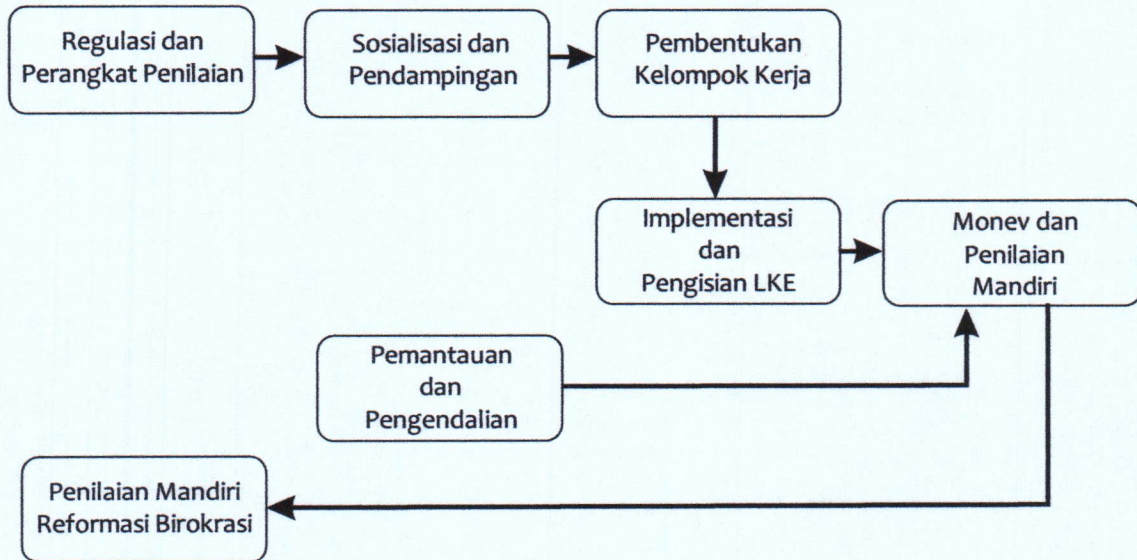 Regulasi dan
Perangkat Penilaian
Sosialisasi dan
Pendampingan
Pembentukan
Kelompok Kerja
Implementasi
dan
Pengisian LKE
Monev dan
Penilaian
Mandiri
Pemantauan
dan
Pengendalian
Penilaian Mandiri
Reformasi Birokrasi